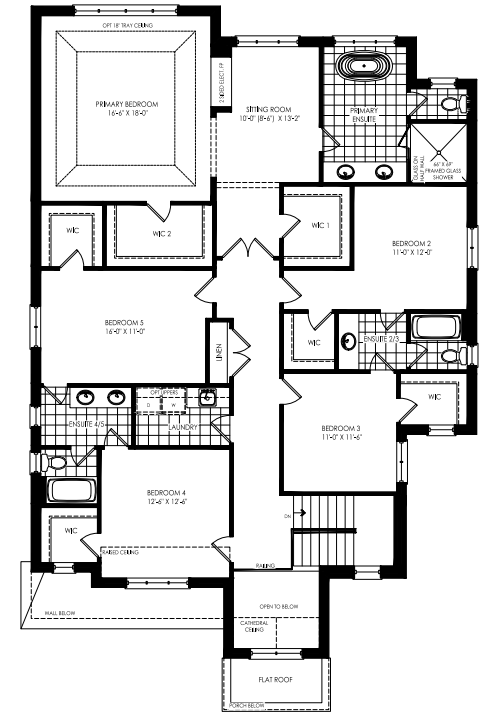 OPT 18" TRAY CEILING
PRIMARY BEDROOM
16'-6" X 18'-0"
2 SIDED ELECT. FP
SITTING ROOM
10'-0" (8'-6") X 13'-2"
PRIMARY
ENSUITE
GLASS ON
HALF WALL
66" X 69"
FRAMED GLASS
SHOWER
WIC
WIC 2
WIC 1
BEDROOM 2
11'-0" X 12'-0"
BEDROOM 5
16'-0" X 11'-0"
LINEN
WIC
ENSUITE 2/3
OPT UPPERS
D
W
LAUNDRY
ENSUITE 4/5
WIC
BEDROOM 3
11'-0" X 11'-6"
BEDROOM 4
12'-6" X 12'-6"
WIC
RAISED CEILING
DN
RAILING
WALL BELOW
OPEN TO BELOW
CATHEDRAL
CEILING
FLAT ROOF
PORCH BELOW